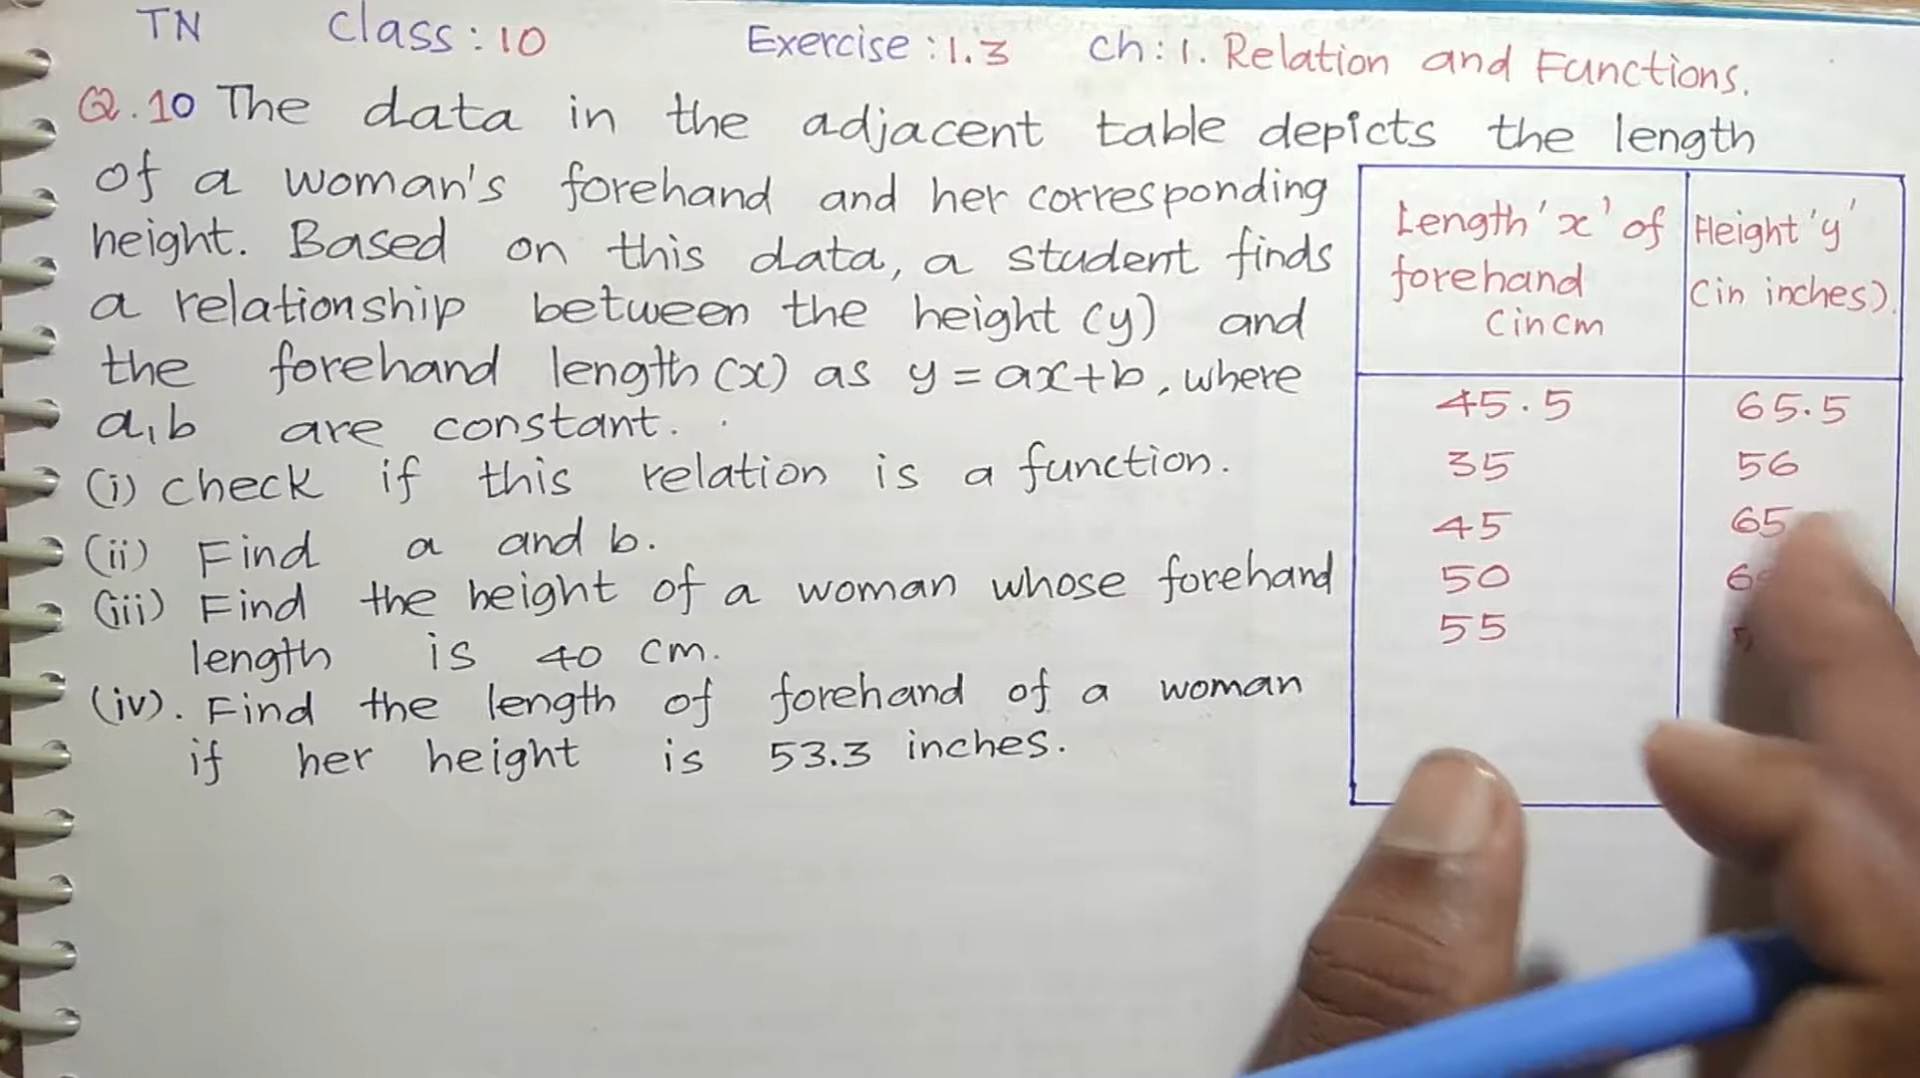 TN Class:10 Exercise:1.3 Ch:1. Relation and Functions.
Q.10 The data in the adjacent table depicts the length
of a woman's forehand and her corresponding
height. Based on this data, a student finds
a relationship between the height (y) and
the forehand length (x) as y=ax+b, where
a,b are constant.
(i) check if this relation is a function.
(ii) Find a and b.
(iii) Find the height of a woman whose forehand
length is 40 cm.
(iv). Find the length of forehand of a woman
if her height is 53.3 inches.
Length 'x' of Height 'y'
forehand (in inches)
(in cm
45.5 65.5
35 56
45 65
50
55